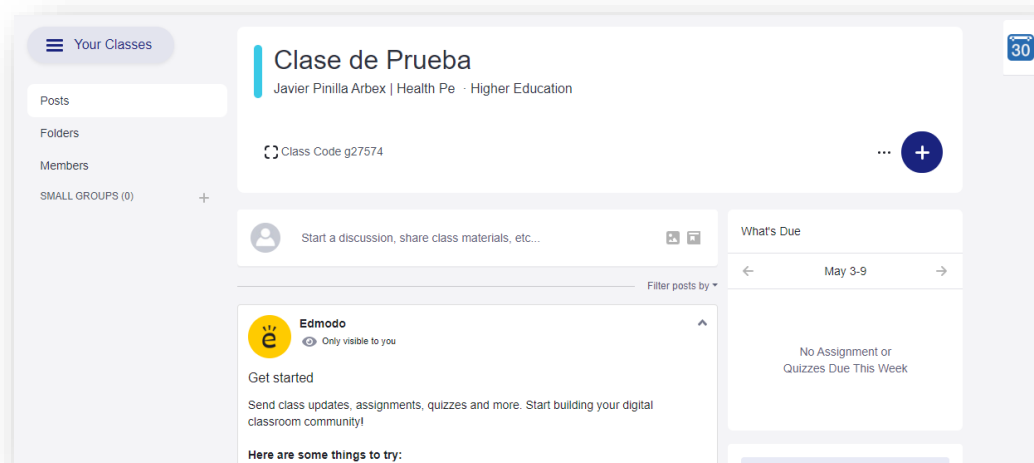 Your Classes
Posts
Folders
Members
SMALL GROUPS (0) +
Clase de Prueba
Javier Pinilla Arbex | Health Pe · Higher Education
Class Code g27574
30
Start a discussion, share class materials, etc...
Filter posts by
Edmodo
Only visible to you
Get started
Send class updates, assignments, quizzes and more. Start building your digital
classroom community!
Here are some things to try:
What's Due
May 3-9
No Assignment or
Quizzes Due This Week